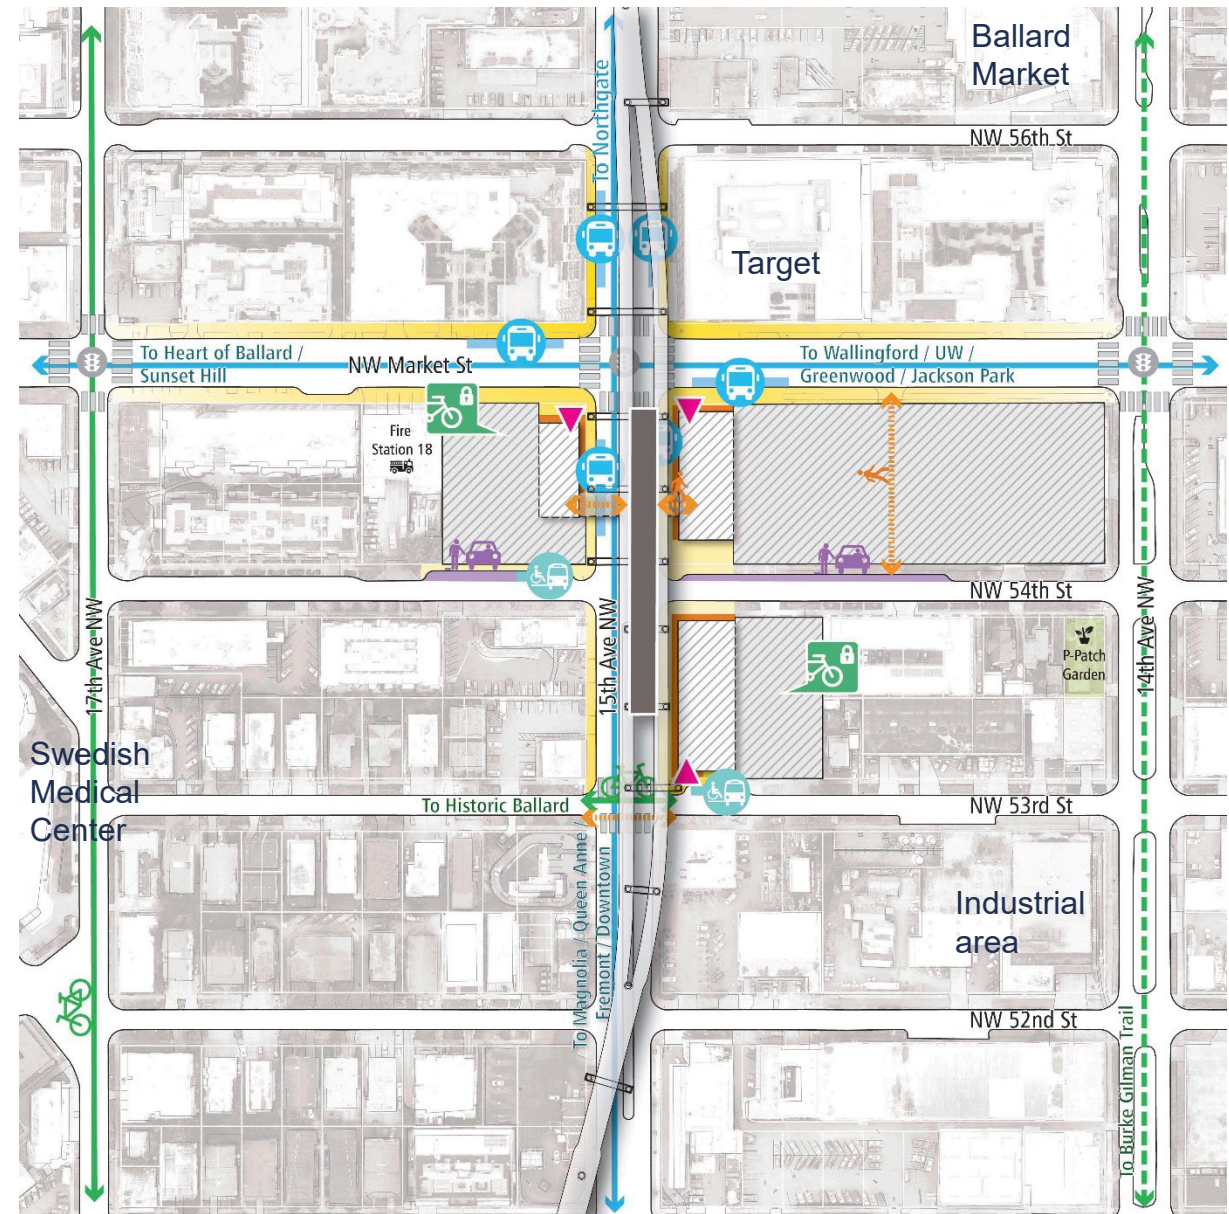 Ballard
Market
NW 56th St
To Northgate
Target
To Heart of Ballard /
Sunset Hill
NW Market St
To Wallingford / UW /
Greenwood / Jackson Park
Fire
Station 18
NW 54th St
17th Ave NW
15th Ave NW
14th Ave NW
P-Patch
Garden
Swedish
Medical
Center
To Historic Ballard
NW 53rd St
To Magnolia / Queen Anne /
Fremont / Downtown
Industrial
area
NW 52nd St
To Burke Gilman Trail